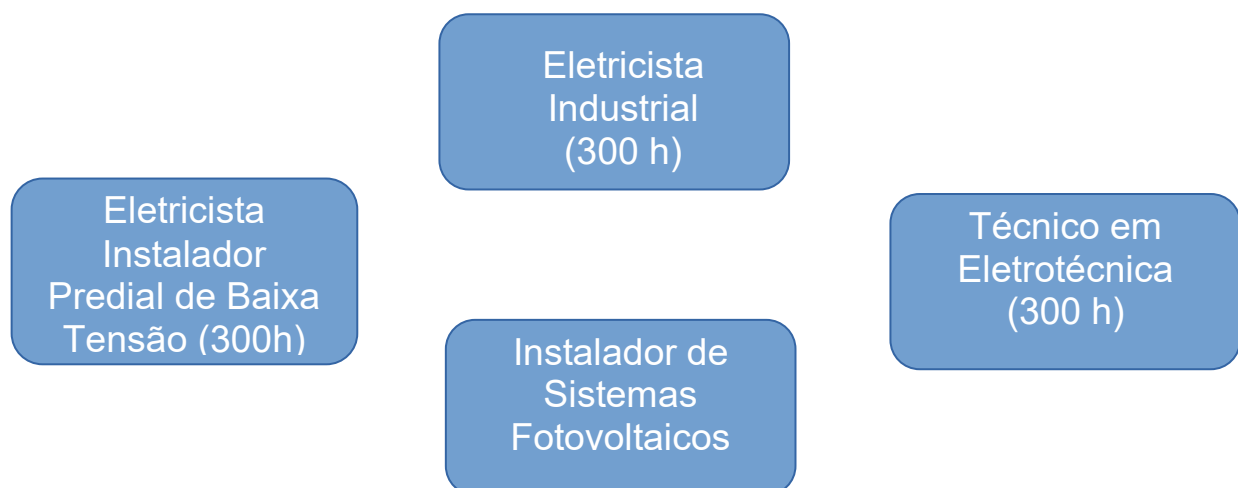 Eletricista
Industrial
(300 h)
Eletricista
Instalador
Predial de Baixa
Tensão (300h)
Técnico em
Eletrotécnica
(300 h)
Instalador de
Sistemas
Fotovoltaicos